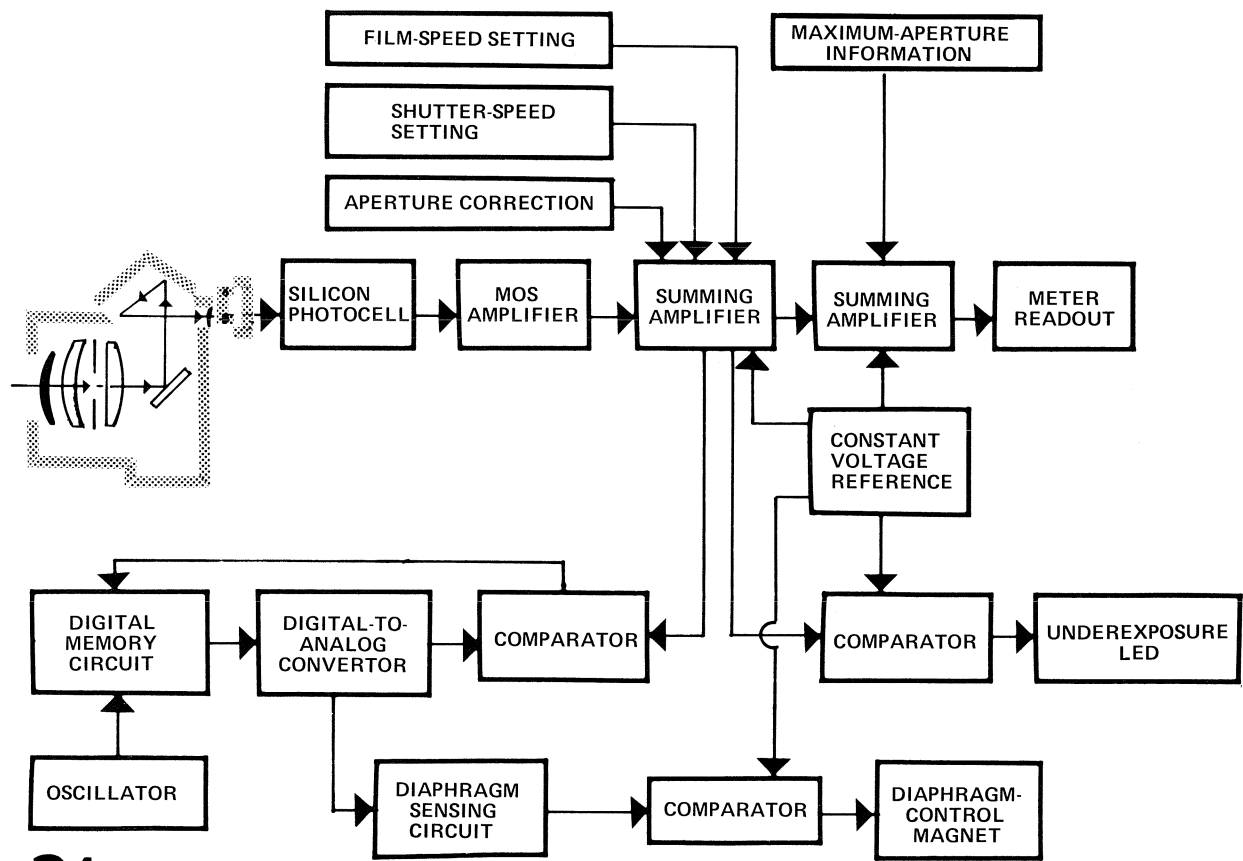 FILM-SPEED SETTING
MAXIMUM-APERTURE
INFORMATION
SHUTTER-SPEED
SETTING
APERTURE CORRECTION
SILICON
PHOTOCELL
MOS
AMPLIFIER
SUMMING
AMPLIFIER
SUMMING
AMPLIFIER
METER
READOUT
CONSTANT
VOLTAGE
REFERENCE
DIGITAL
MEMORY
CIRCUIT
DIGITAL-TO-
ANALOG
CONVERTOR
COMPARATOR
COMPARATOR
UNDEREXPOSURE
LED
OSCILLATOR
DIAPHRAGM
SENSING
CIRCUIT
COMPARATOR
DIAPHRAGM-
CONTROL
MAGNET